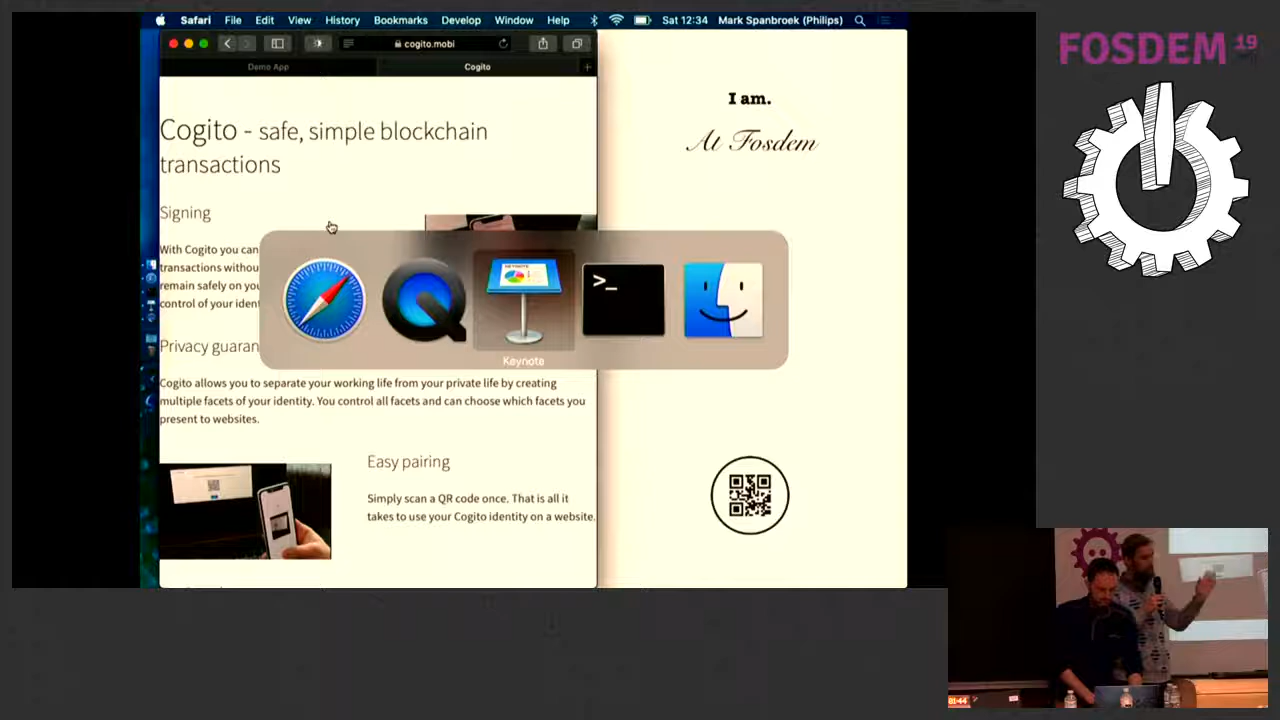 Safari File Edit View History Bookmarks Develop Window Help Sat 12:34 Mark Spanbroek (Philips)
cogito.mobi
Demo App
Cogito
Cogito - safe, simple blockchain
transactions
Signing
With Cogito you can
transactions withou
remain safely on you
control of your ident
Privacy guaran
Keynote
Cogito allows you to separate your working life from your private life by creating
multiple facets of your identity. You control all facets and can choose which facets you
present to websites.
Easy pairing
Simply scan a QR code once. That is all it
takes to use your Cogito identity on a website.
I am.
At Fosdem
FOSDEM 19